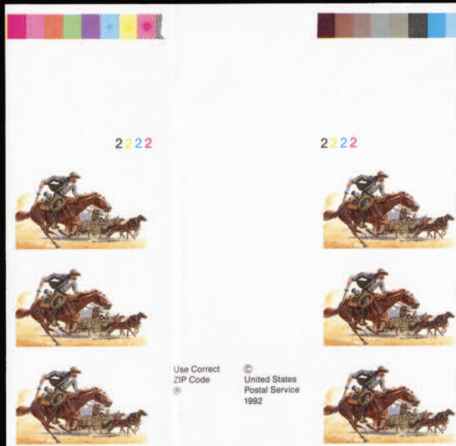 2222
2222
Use Correct
ZIP Code
®
©
United States
Postal Service
1992